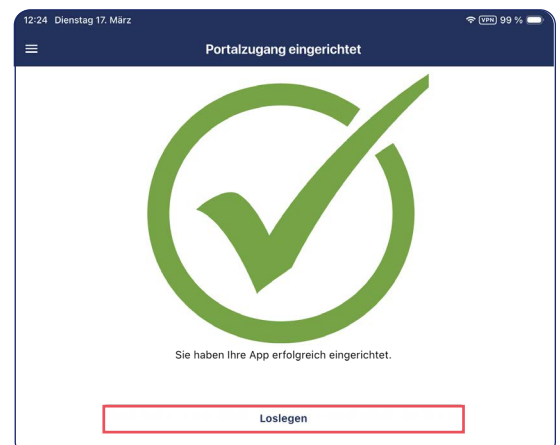 12:24 Dienstag 17. März VPN 99 %
Portalzugang eingerichtet
Sie haben Ihre App erfolgreich eingerichtet.
Loslegen